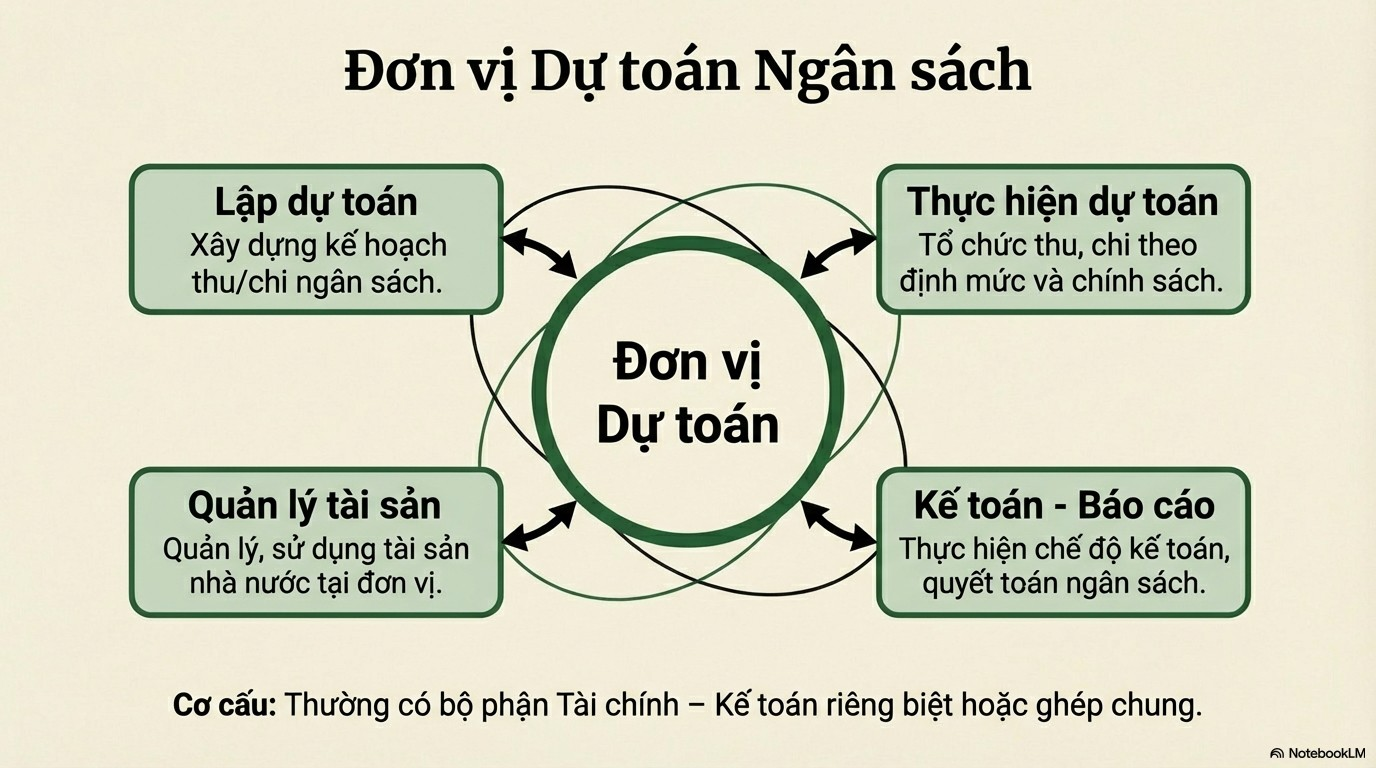 Đơn vị Dự toán Ngân sách
Lập dự toán
Xây dựng kế hoạch
thu/chi ngân sách.
Thực hiện dự toán
Tổ chức thu, chi theo
định mức và chính sách.
Đơn vị
Dự toán
Quản lý tài sản
Quản lý, sử dụng tài sản
nhà nước tại đơn vị.
Kế toán - Báo cáo
Thực hiện chế độ kế toán,
quyết toán ngân sách.
Cơ cấu: Thường có bộ phận Tài chính – Kế toán riêng biệt hoặc ghép chung.
NotebookLM